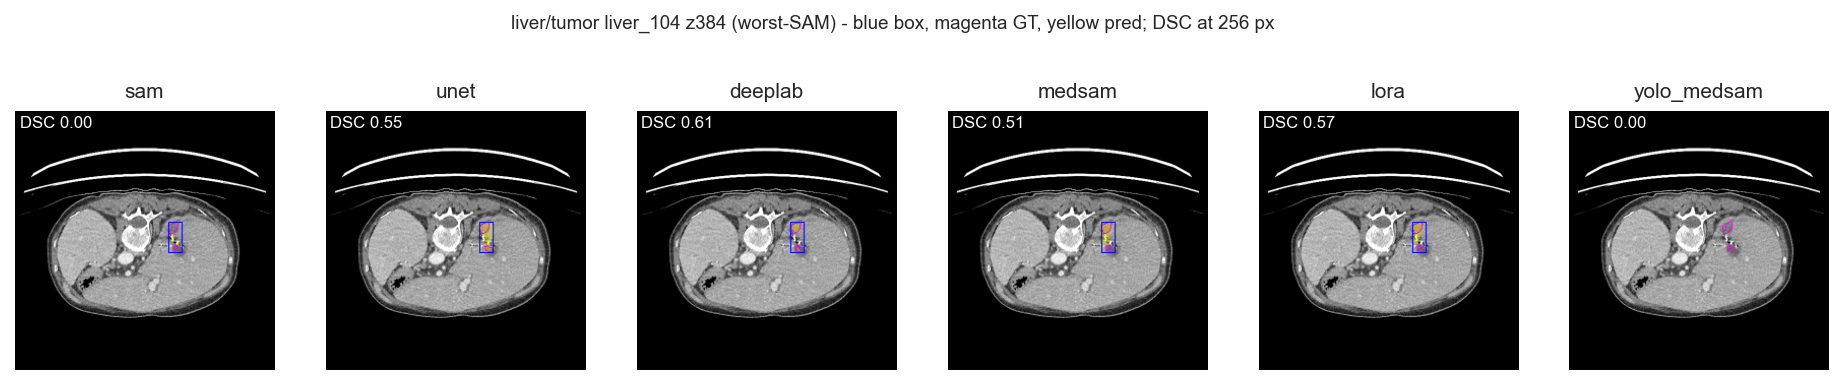 liver/tumor liver_104 z384 (worst-SAM) - blue box, magenta GT, yellow pred; DSC at 256 px
sam unet deeplab medsam lora yolo_medsam
DSC 0.00 DSC 0.55 DSC 0.61 DSC 0.51 DSC 0.57 DSC 0.00